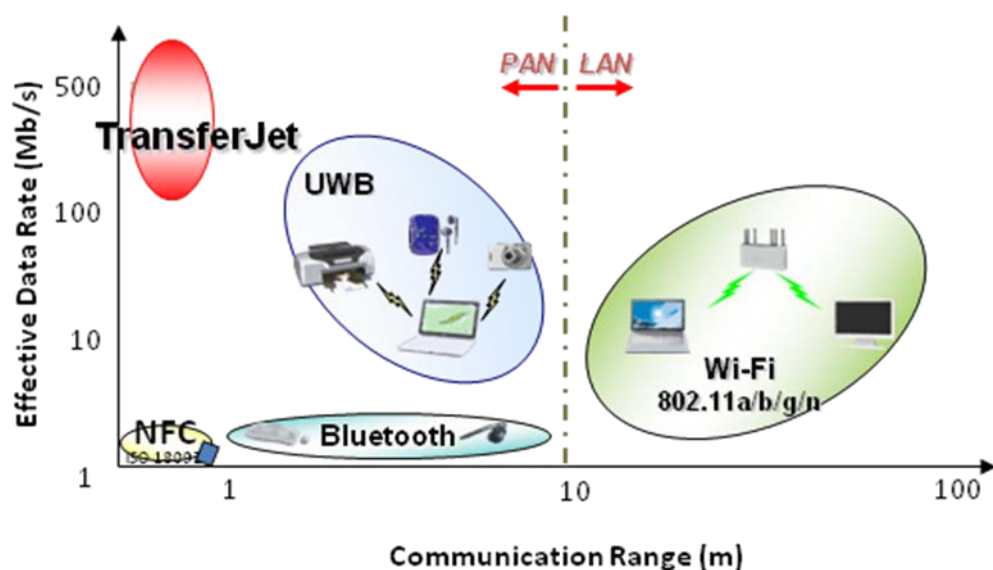 Effective Data Rate (Mb/s)
500
100
10
1
PAN
LAN
TransferJet
UWB
Wi-Fi
802.11a/b/g/n
NFC
Bluetooth
1
10
100
Communication Range (m)